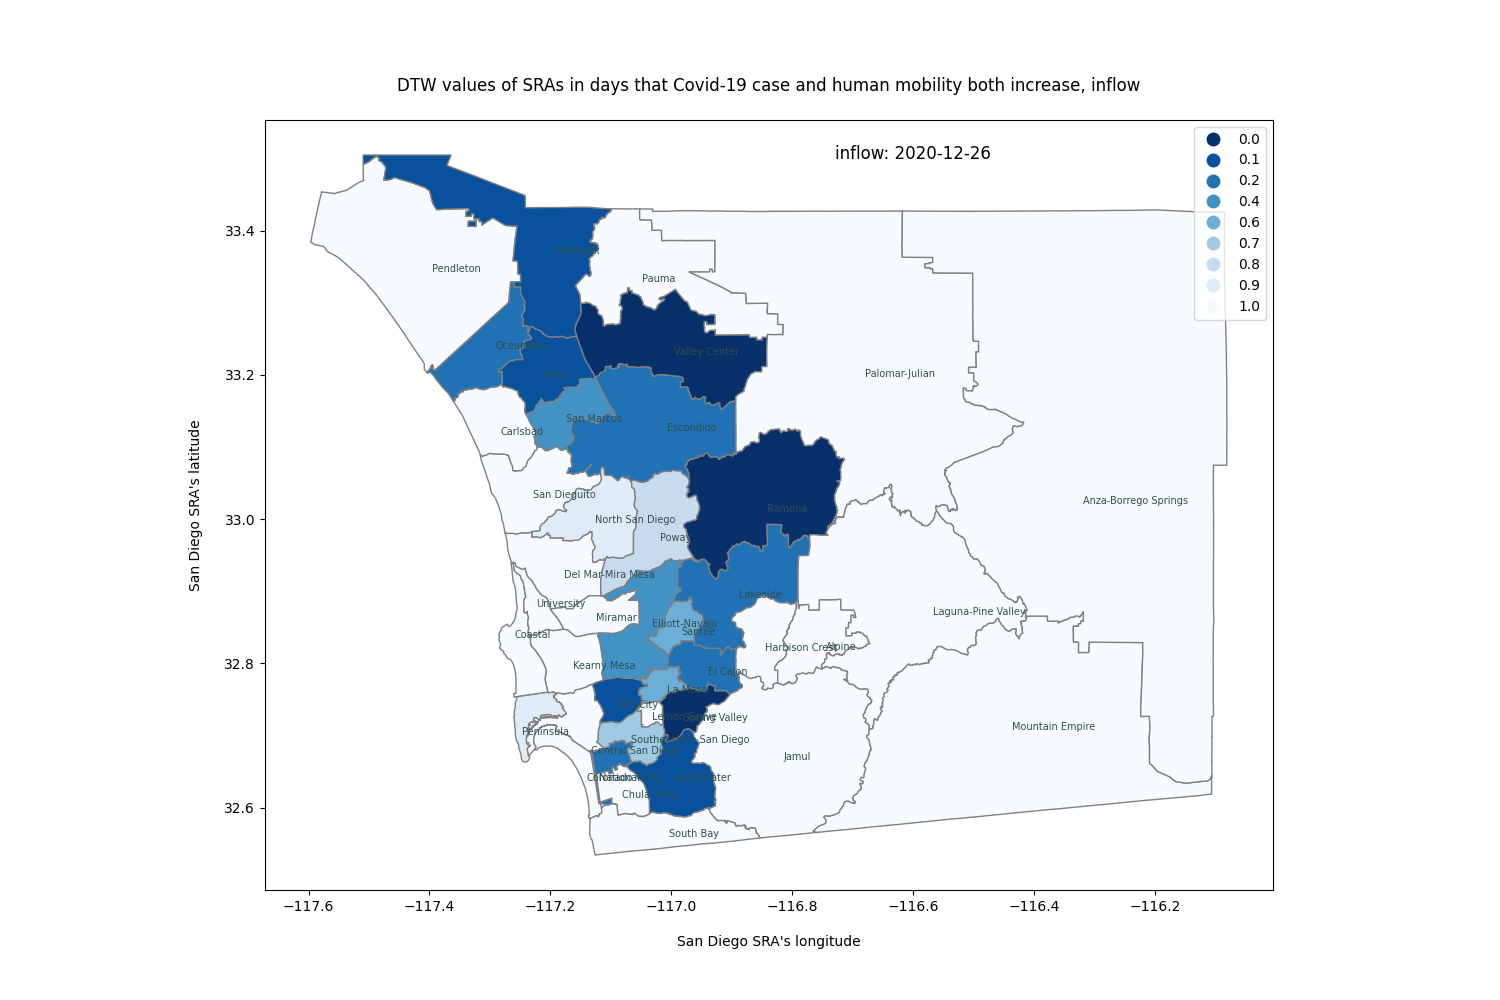 DTW values of SRAs in days that Covid-19 case and human mobility both increase, inflow
inflow: 2020-12-26
0.0
0.1
0.2
0.4
0.6
0.7
0.8
0.9
1.0
33.4
33.2
33.0
32.8
32.6
San Diego SRA's latitude
Pendleton
Pauma
Oceanside
Valley Center
Palomar-Julian
San Marcos
Carlsbad
Escondido
San Dieguito
Anza-Borrego Springs
Ramona
North San Diego
Poway
Del Mar-Mira Mesa
Lakeside
University
Miramar
Laguna-Pine Valley
Elliott-Navajo
Santee
Coastal
Harbison Crest
Alpine
Kearny Mesa
El Cajon
La Mesa
Mid-City
Lemon Grove
Spring Valley
Mountain Empire
Peninsula
Southeastern San Diego
Central San Diego
Jamul
Coronado
National City
Sweetwater
Chula Vista
South Bay
−117.6
−117.4
−117.2
−117.0
−116.8
−116.6
−116.4
−116.2
San Diego SRA's longitude